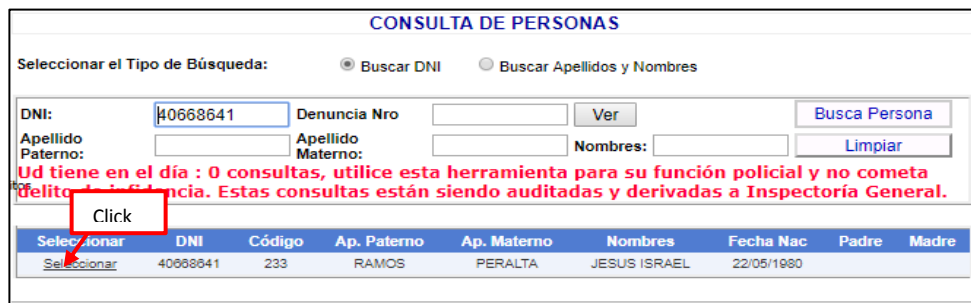 CONSULTA DE PERSONAS
Seleccionar el Tipo de Búsqueda: Buscar DNI Buscar Apellidos y Nombres
DNI: 40668641 Denuncia Nro Ver Busca Persona
Apellido Paterno: Apellido Materno: Nombres: Limpiar
Ud tiene en el día : 0 consultas, utilice esta herramienta para su función policial y no cometa
delito de infidencia. Estas consultas están siendo auditadas y derivadas a Inspectoría General.
Click
Seleccionar DNI Código Ap. Paterno Ap. Materno Nombres Fecha Nac Padre Madre
Seleccionar 40668641 233 RAMOS PERALTA JESUS ISRAEL 22/05/1980